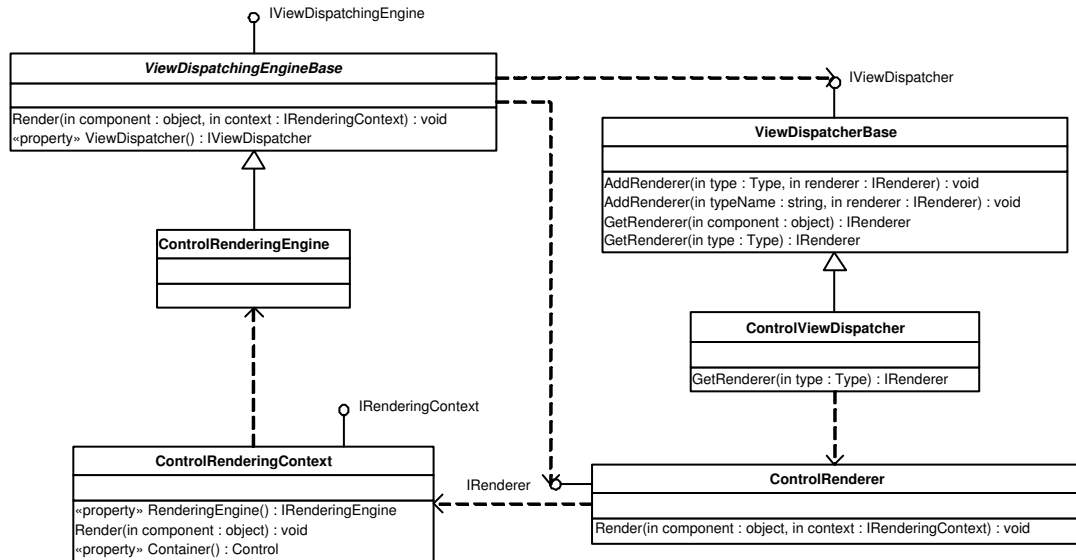 IViewDispatchingEngine
ViewDispatchingEngineBase
Render(in component : object, in context : IRenderingContext) : void
«property» ViewDispatcher() : IViewDispatcher
IViewDispatcher
ViewDispatcherBase
AddRenderer(in type : Type, in renderer : IRenderer) : void
AddRenderer(in typeName : string, in renderer : IRenderer) : void
GetRenderer(in component : object) : IRenderer
GetRenderer(in type : Type) : IRenderer
ControlRenderingEngine
ControlViewDispatcher
GetRenderer(in type : Type) : IRenderer
IRenderingContext
ControlRenderingContext
«property» RenderingEngine() : IRenderingEngine
Render(in component : object) : void
«property» Container() : Control
IRenderer
ControlRenderer
Render(in component : object, in context : IRenderingContext) : void